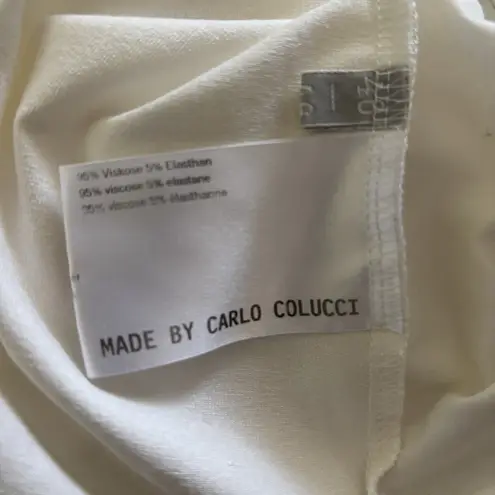 95% Viskose 5% Elasthan
95% viscose 5% elastane
95% viscose 5% élasthanne
MADE BY CARLO COLUCCI